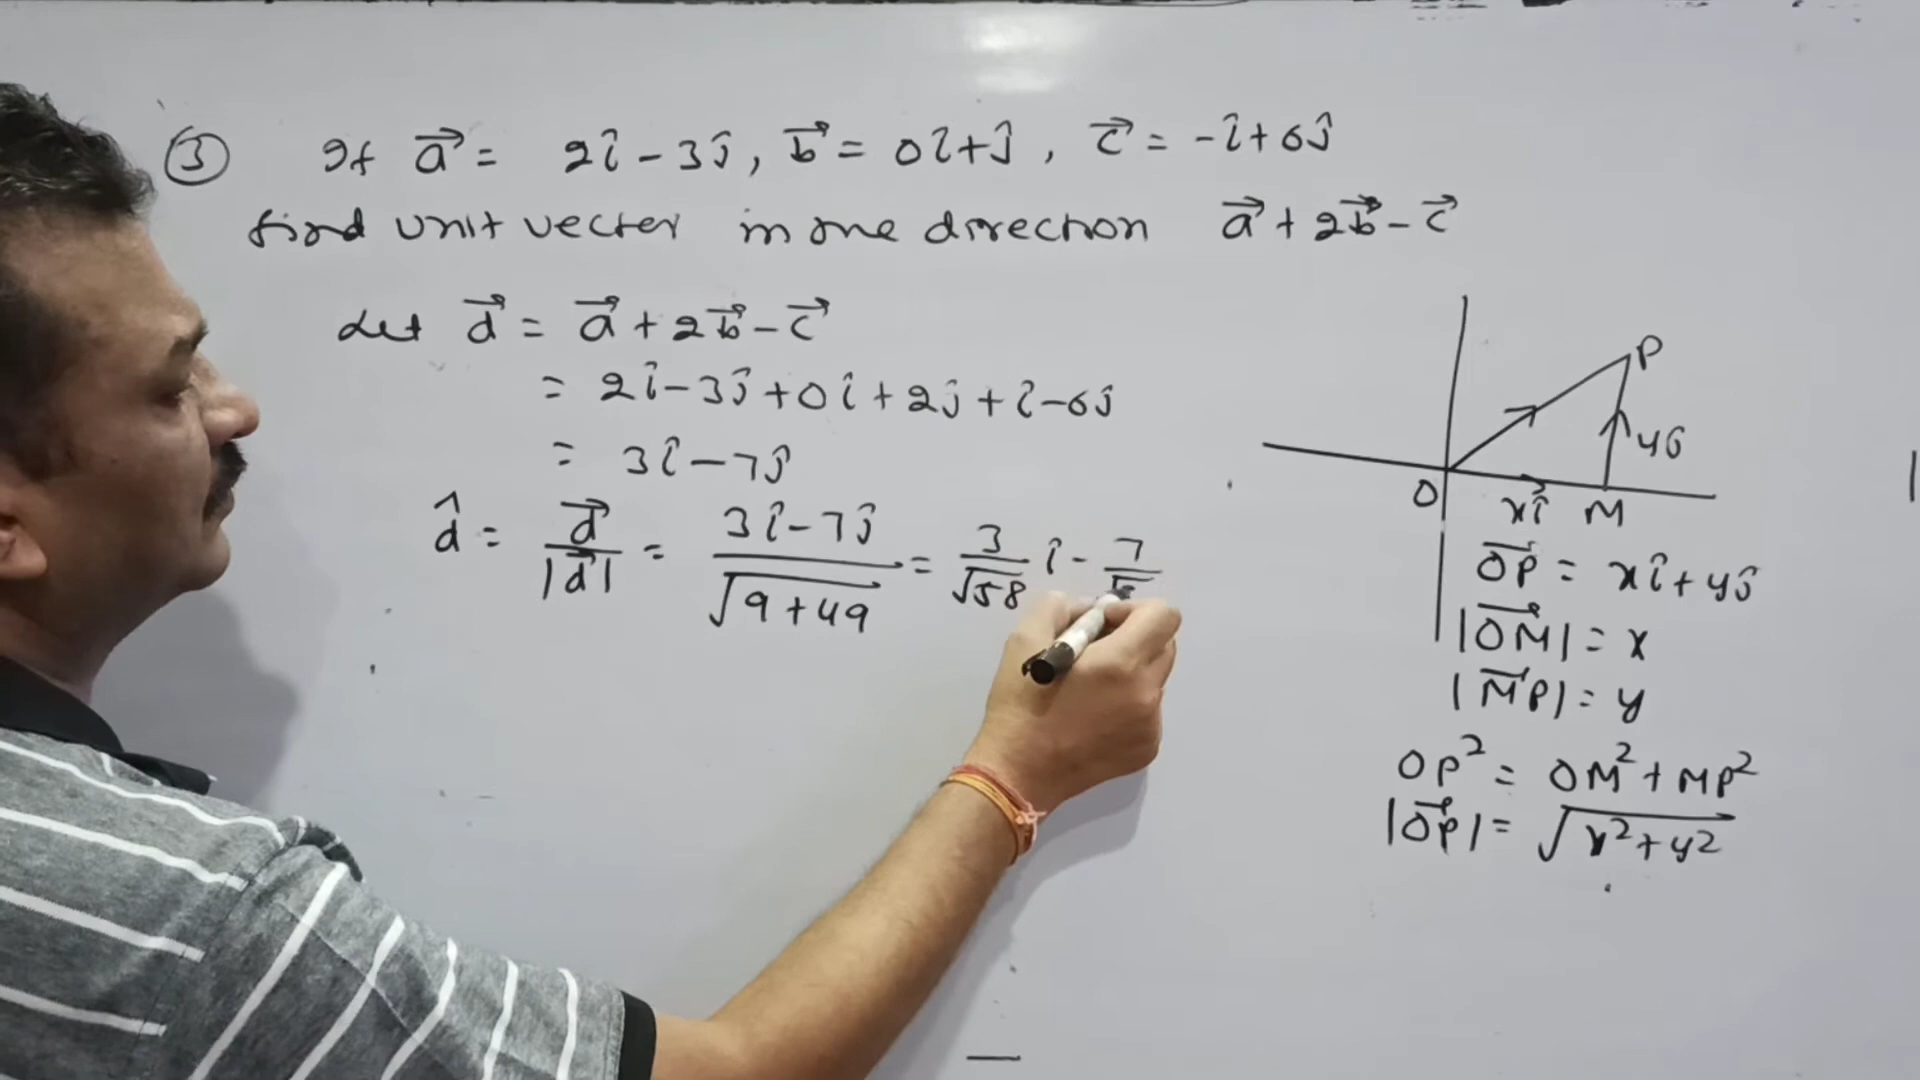 ③ If a⃗ = 2î - 3ĵ, b⃗ = 0î + ĵ, c⃗ = -î + 6ĵ
find unit vector in the direction a⃗ + 2b⃗ - c⃗
Let d⃗ = a⃗ + 2b⃗ - c⃗
= 2î - 3ĵ + 0î + 2ĵ + î - 6ĵ
= 3î - 7ĵ
d̂ = d⃗/|d⃗| = (3î - 7ĵ)/√(9 + 49) = 3/√58 î - 7/√5
P
yĵ
O xî M
OP⃗ = xî + yĵ
|OM⃗| = x
|MP⃗| = y
OP² = OM² + MP²
|OP⃗| = √(x² + y²)